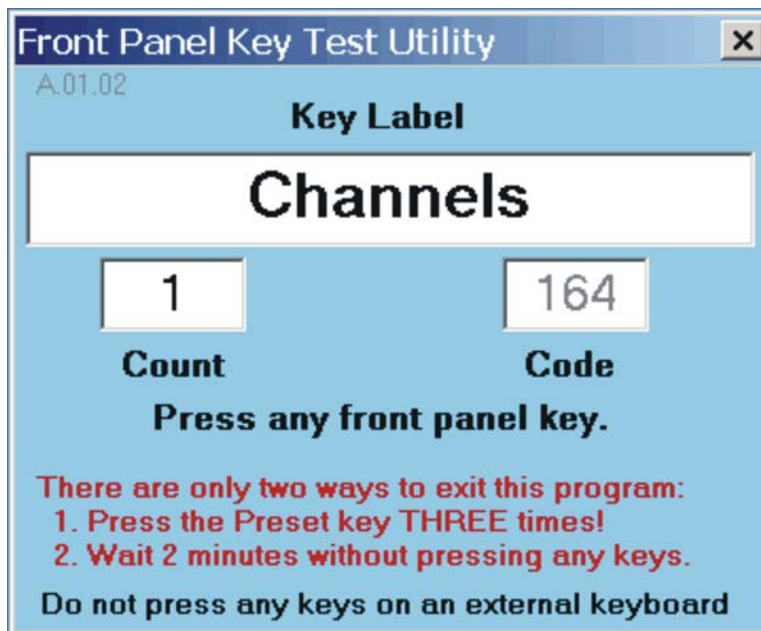 Front Panel Key Test Utility
A.01.02
Key Label
Channels
1 164
Count Code
Press any front panel key.
There are only two ways to exit this program:
1. Press the Preset key THREE times!
2. Wait 2 minutes without pressing any keys.
Do not press any keys on an external keyboard